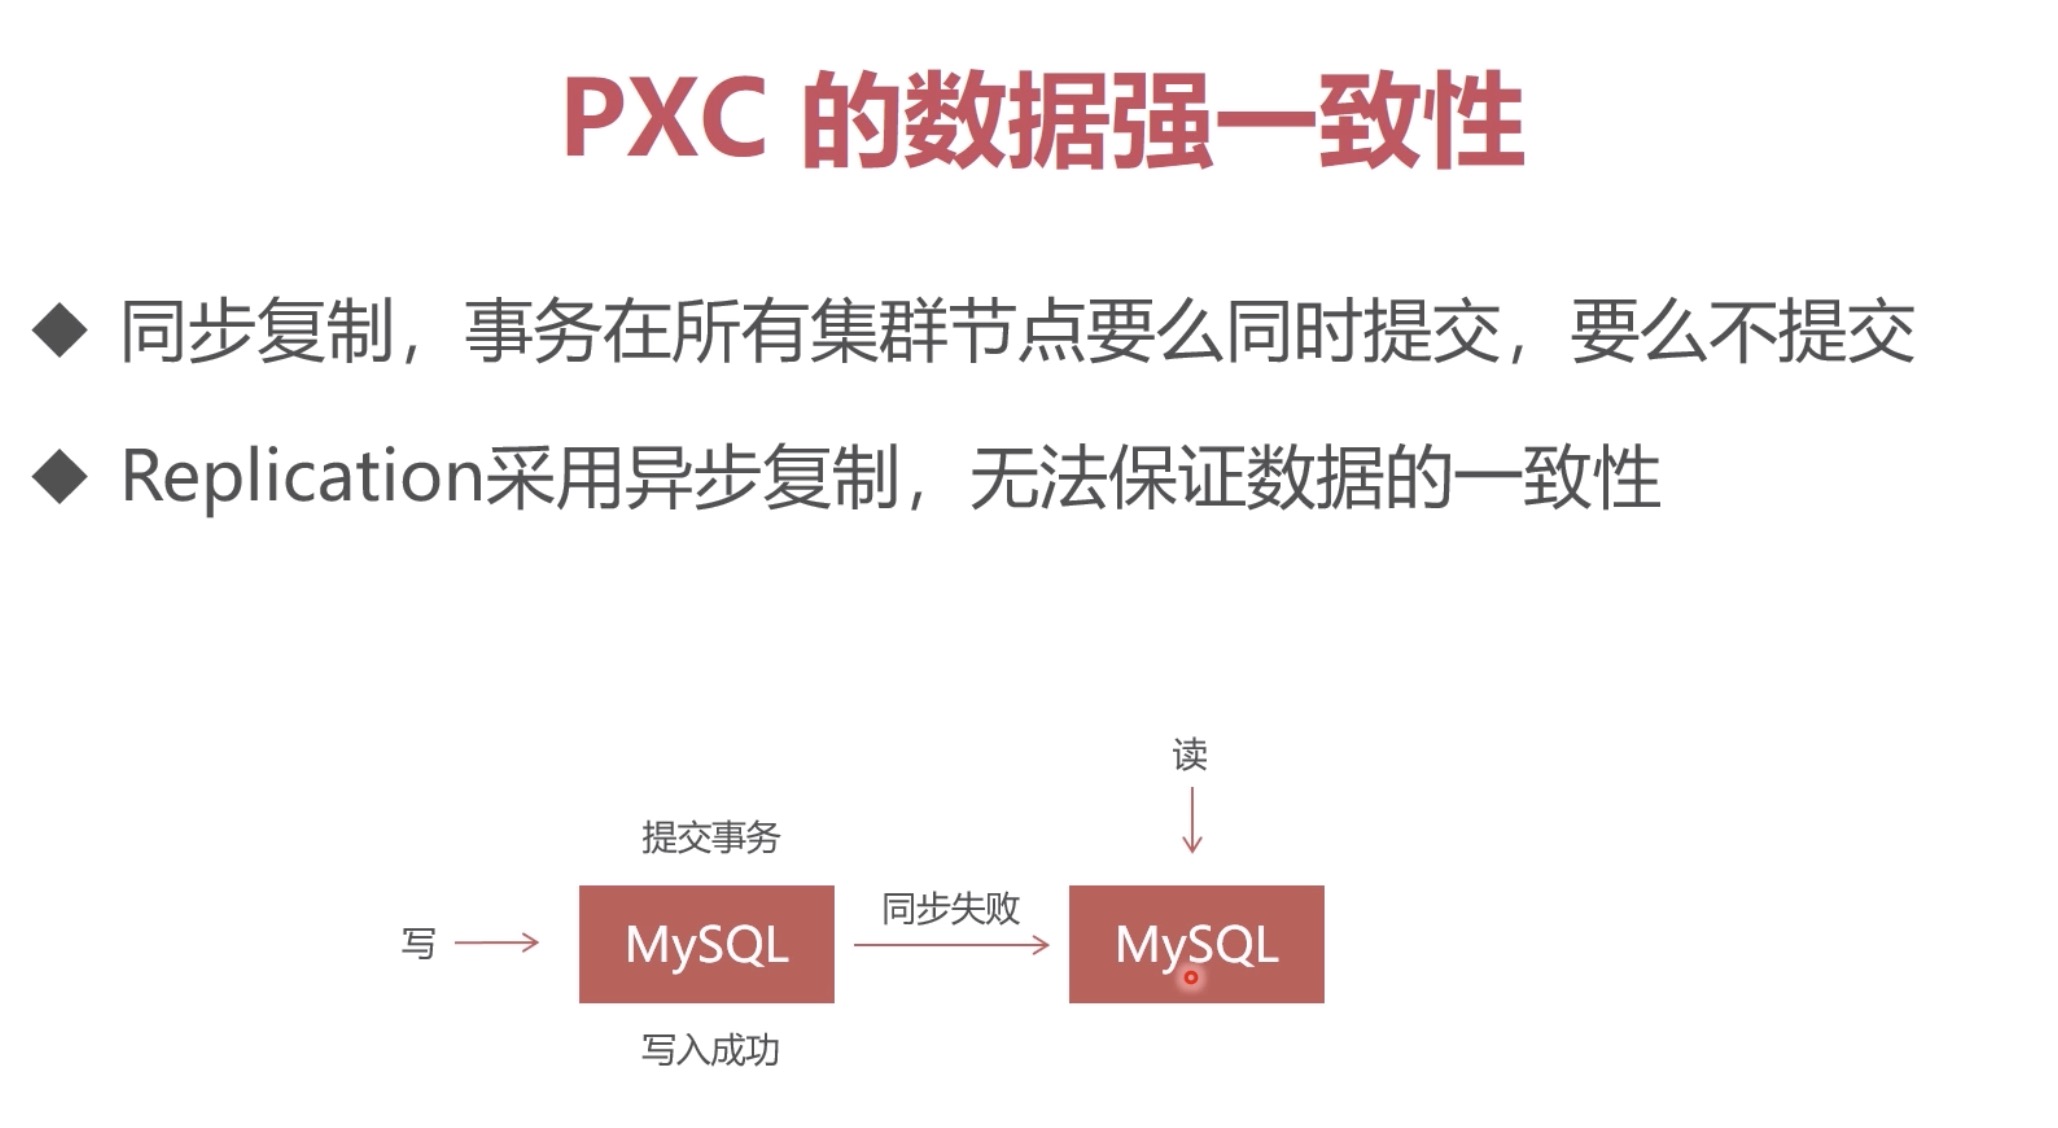 PXC 的数据强一致性
同步复制，事务在所有集群节点要么同时提交，要么不提交
Replication采用异步复制，无法保证数据的一致性
读
提交事务
写
MySQL
同步失败
MySQL
写入成功